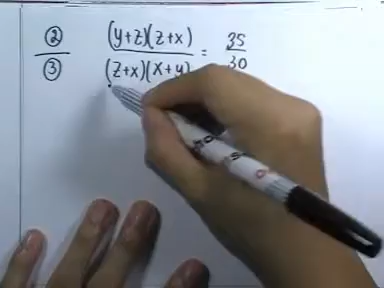 ② (y+z)(z+x) = 35
③ (z+x)(x+y) 30